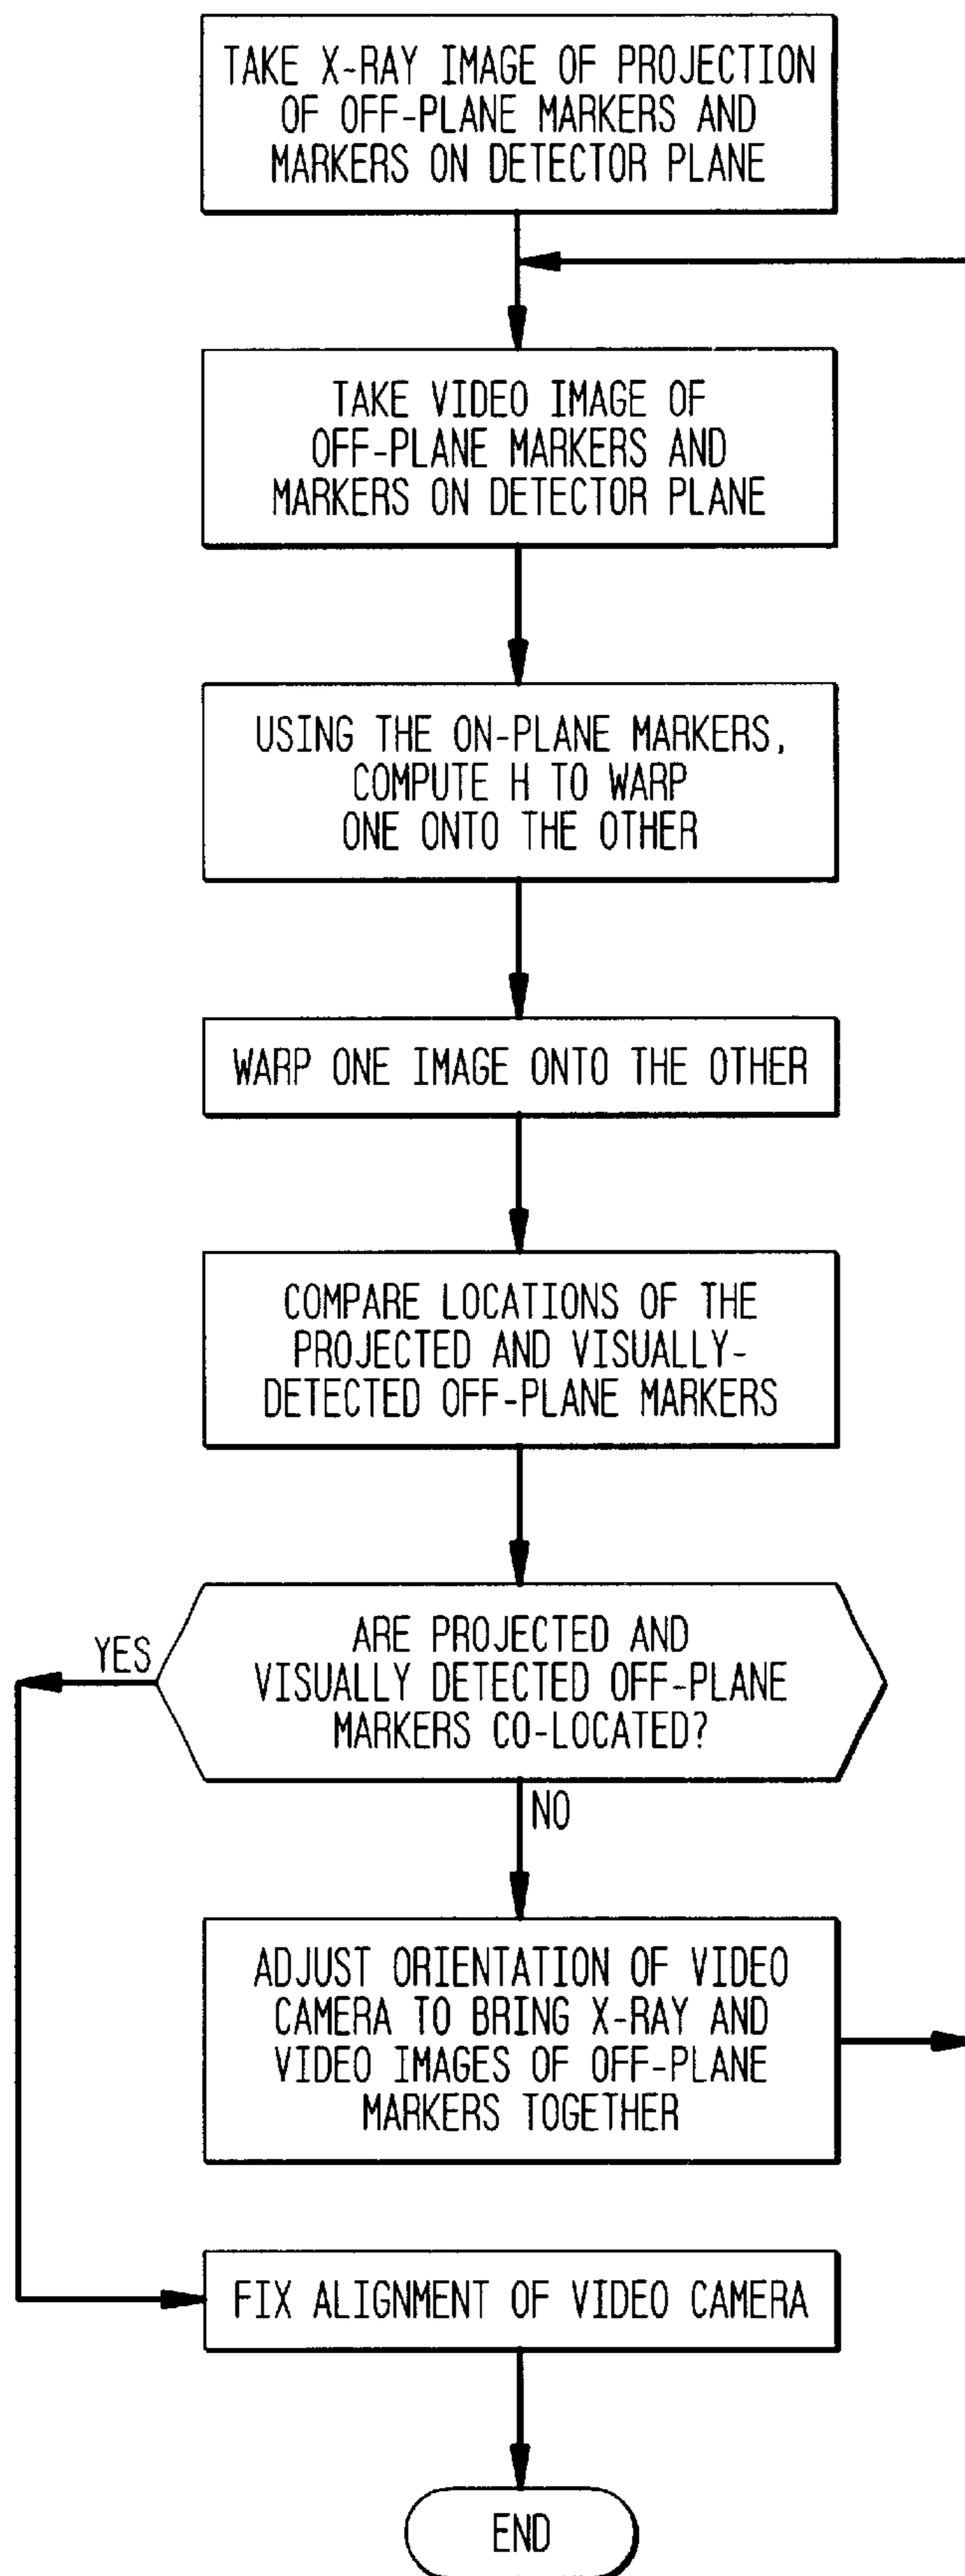 TAKE X-RAY IMAGE OF PROJECTION
OF OFF-PLANE MARKERS AND
MARKERS ON DETECTOR PLANE
TAKE VIDEO IMAGE OF
OFF-PLANE MARKERS AND
MARKERS ON DETECTOR PLANE
USING THE ON-PLANE MARKERS,
COMPUTE H TO WARP
ONE ONTO THE OTHER
WARP ONE IMAGE ONTO THE OTHER
COMPARE LOCATIONS OF THE
PROJECTED AND VISUALLY-
DETECTED OFF-PLANE MARKERS
ARE PROJECTED AND
VISUALLY DETECTED OFF-PLANE
MARKERS CO-LOCATED?
YES
NO
ADJUST ORIENTATION OF VIDEO
CAMERA TO BRING X-RAY AND
VIDEO IMAGES OF OFF-PLANE
MARKERS TOGETHER
FIX ALIGNMENT OF VIDEO CAMERA
END